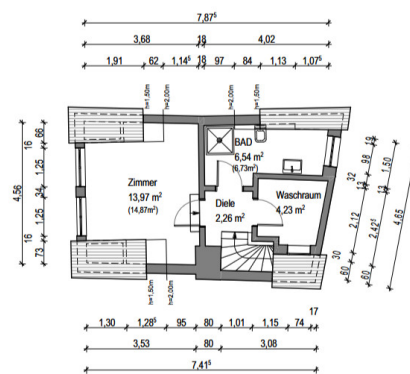 7,87⁵
3,68 18 4,02
1,91 62 1,14⁵ 18 97 84 1,13 1,07⁵
h=1,50m
h=2,00m
h=2,00m
h=1,50m
4,56
16 66
1,25
34
1,25
16 73
Zimmer
13,97 m²
(14,87m²)
BAD
6,54 m²
(6,73m²)
Diele
2,26 m²
Waschraum
4,23 m²
19
98
13
32
2,12
30
60
1,50
13
2,42⁵
60
4,65
h=1,50m
h=2,00m
17
1,30 1,28⁵ 95 80 1,01 1,15 74
3,53 80 3,08
7,41⁵